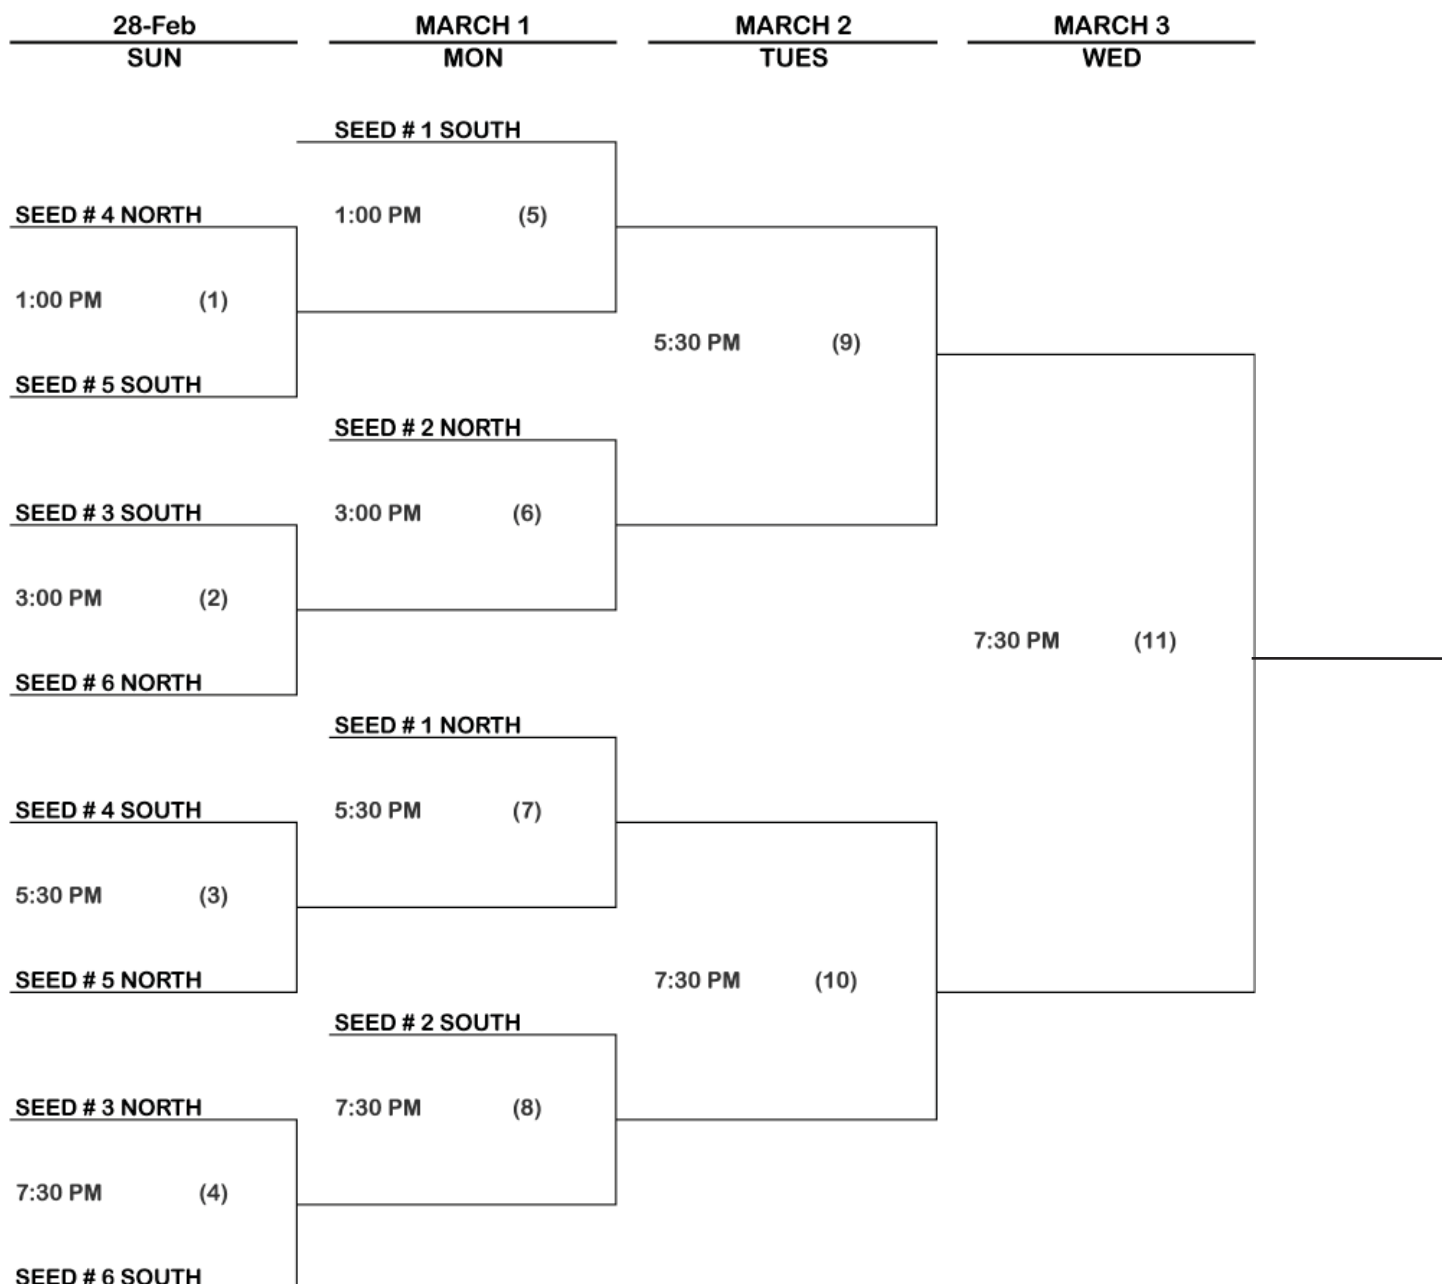 28-Feb MARCH 1 MARCH 2 MARCH 3
SUN MON TUES WED
SEED # 1 SOUTH
SEED # 4 NORTH 1:00 PM (5)
1:00 PM (1)
5:30 PM (9)
SEED # 5 SOUTH
SEED # 2 NORTH
SEED # 3 SOUTH 3:00 PM (6)
3:00 PM (2)
7:30 PM (11)
SEED # 6 NORTH
SEED # 1 NORTH
SEED # 4 SOUTH 5:30 PM (7)
5:30 PM (3)
SEED # 5 NORTH 7:30 PM (10)
SEED # 2 SOUTH
SEED # 3 NORTH 7:30 PM (8)
7:30 PM (4)
SEED # 6 SOUTH